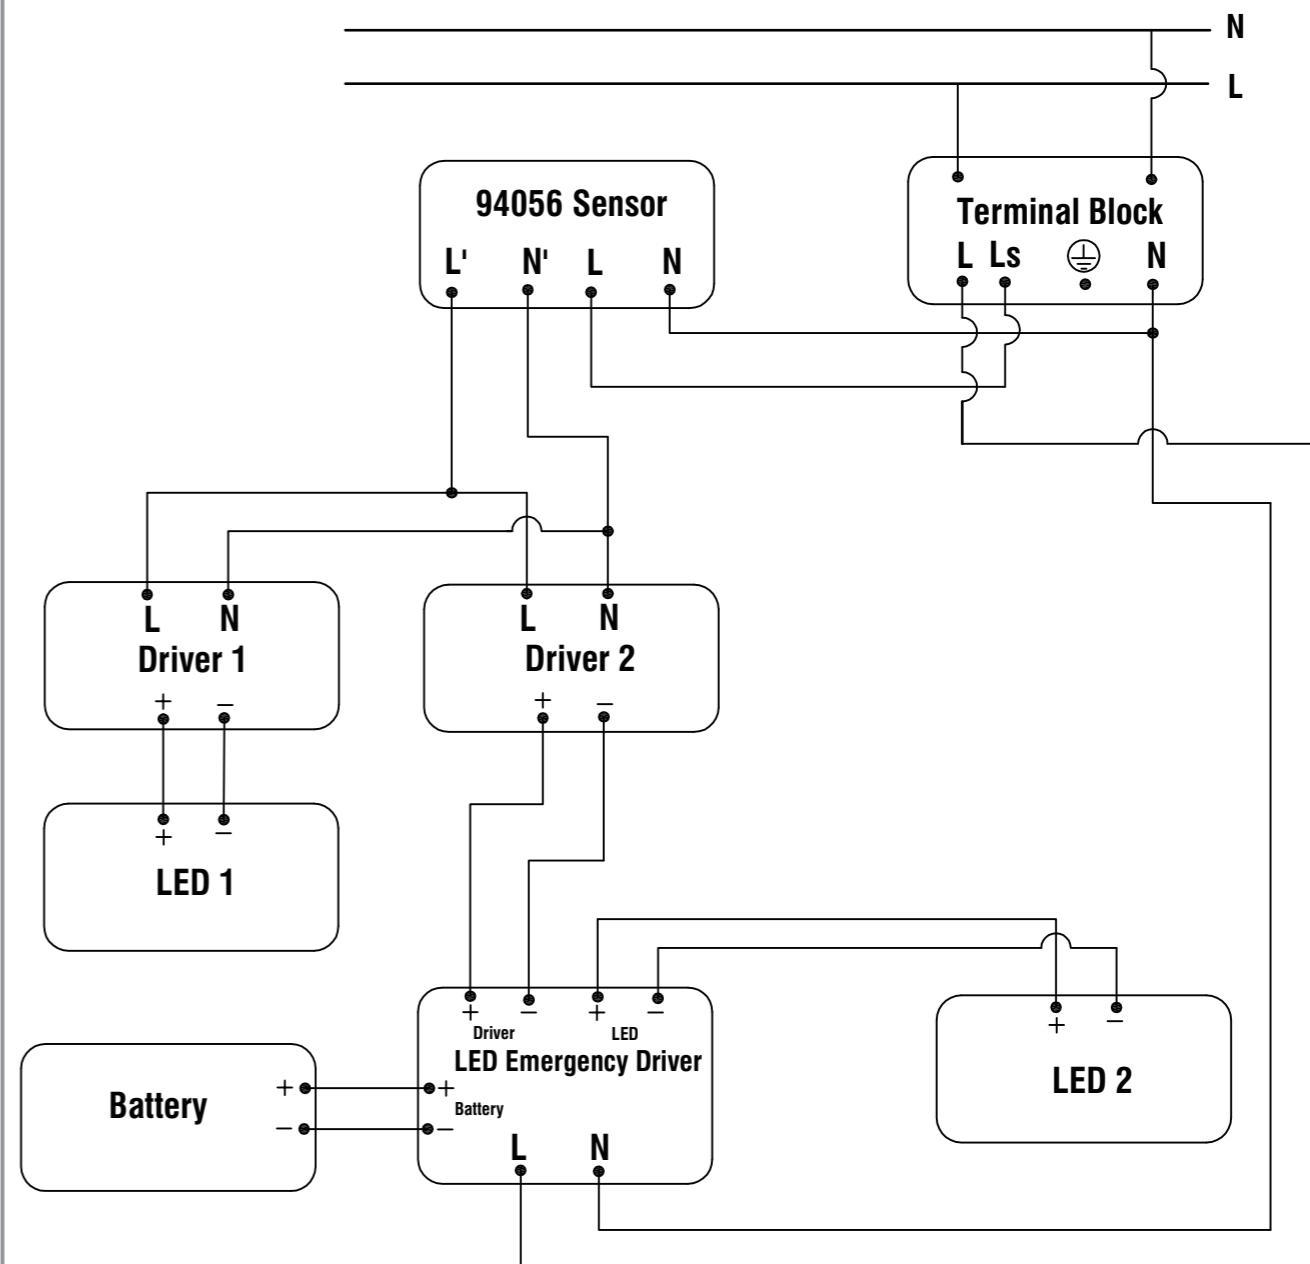 N
L
94056 Sensor
L' N' L N
Terminal Block
L Ls N
L N
Driver 1
+ −
L N
Driver 2
+ −
+ −
LED 1
+ − + −
Driver LED
LED Emergency Driver
+
Battery
−
L N
+
Battery
−
+ −
LED 2